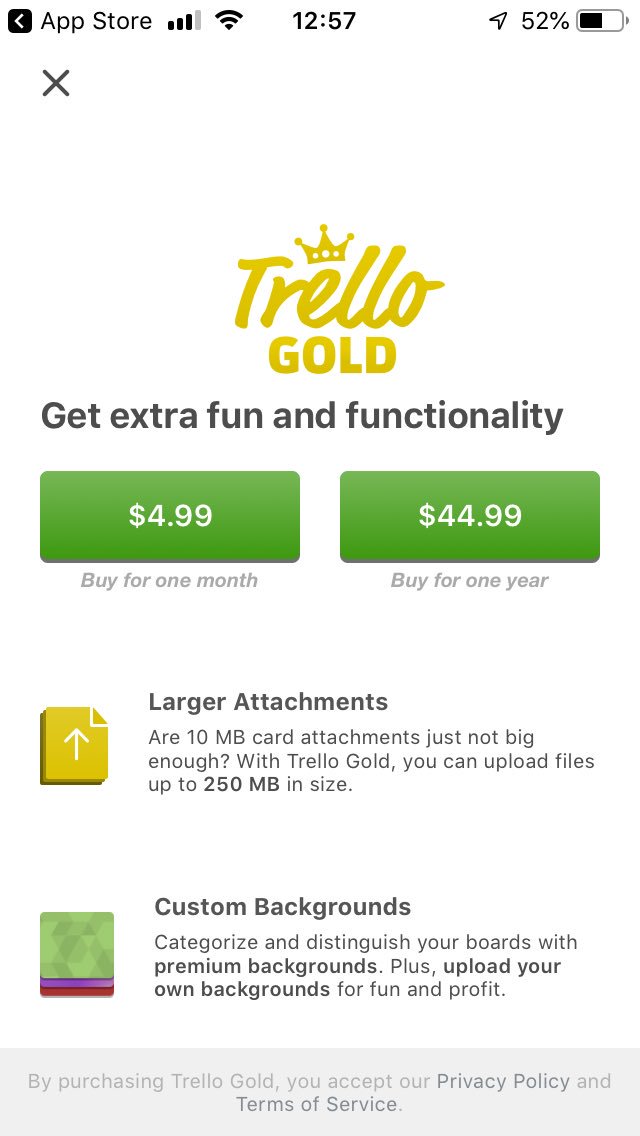 App Store 12:57 52%
Trello
GOLD
Get extra fun and functionality
$4.99 $44.99
Buy for one month Buy for one year
Larger Attachments
Are 10 MB card attachments just not big
enough? With Trello Gold, you can upload files
up to 250 MB in size.
Custom Backgrounds
Categorize and distinguish your boards with
premium backgrounds. Plus, upload your
own backgrounds for fun and profit.
By purchasing Trello Gold, you accept our Privacy Policy and
Terms of Service.